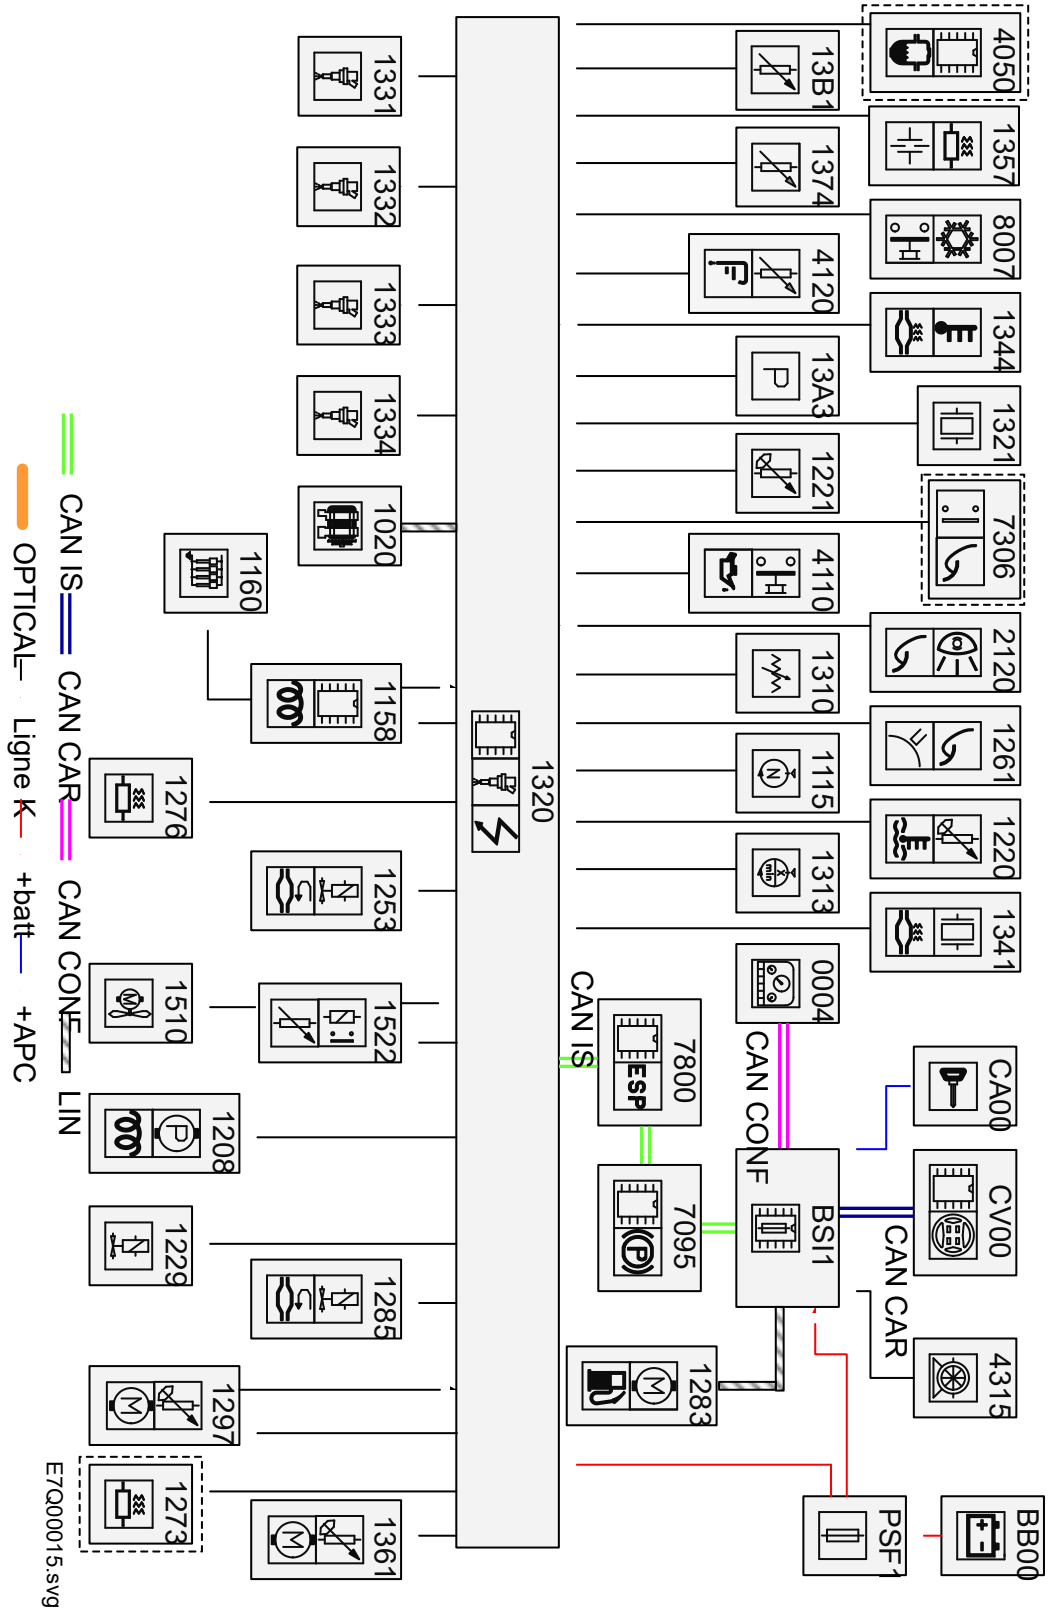 4050
13B1
1357
1374
8007
4120
1344
13A3
1321
1221
7306
4110
2120
1310
1261
1115
N
1220
1313
X
min
1341
0004
CAN CONF
CAN IS
7800
ESP
7095
P
BSI1
CA00
CV00
CAN CAR
4315
1283
M
PSF1
BB00
+ -
1320
P
1331
1332
1333
1334
1020
1160
1158
1276
1253
1510
M
1522
1208
P
1229
1285
1297
M
1273
1361
M
CAN IS
CAN CAR
CAN CONF
LIN
OPTICAL
Ligne K
+batt
+APC
E7Q00015.svg